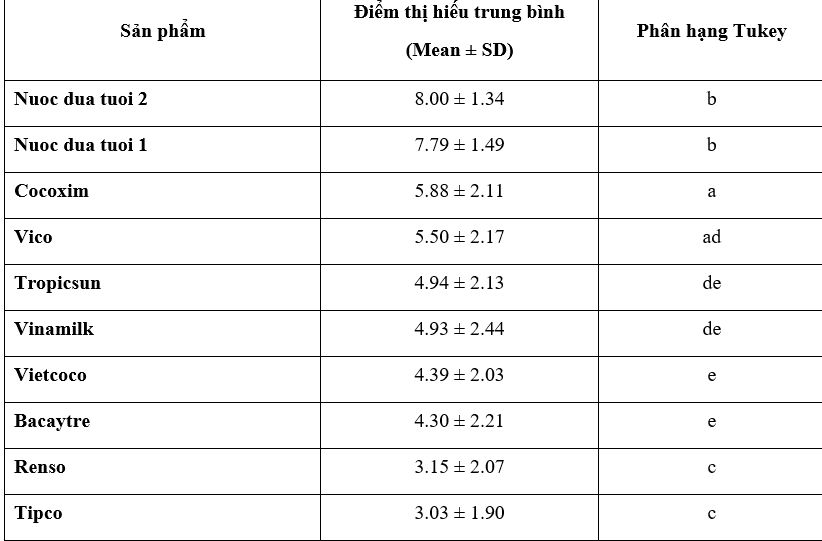 Sản phẩm Điểm thị hiếu trung bình (Mean ± SD) Phân hạng Tukey
Nuoc dua tuoi 2 8.00 ± 1.34 b
Nuoc dua tuoi 1 7.79 ± 1.49 b
Cocoxim 5.88 ± 2.11 a
Vico 5.50 ± 2.17 ad
Tropicsun 4.94 ± 2.13 de
Vinamilk 4.93 ± 2.44 de
Vietcoco 4.39 ± 2.03 e
Bacaytre 4.30 ± 2.21 e
Renso 3.15 ± 2.07 c
Tipco 3.03 ± 1.90 c